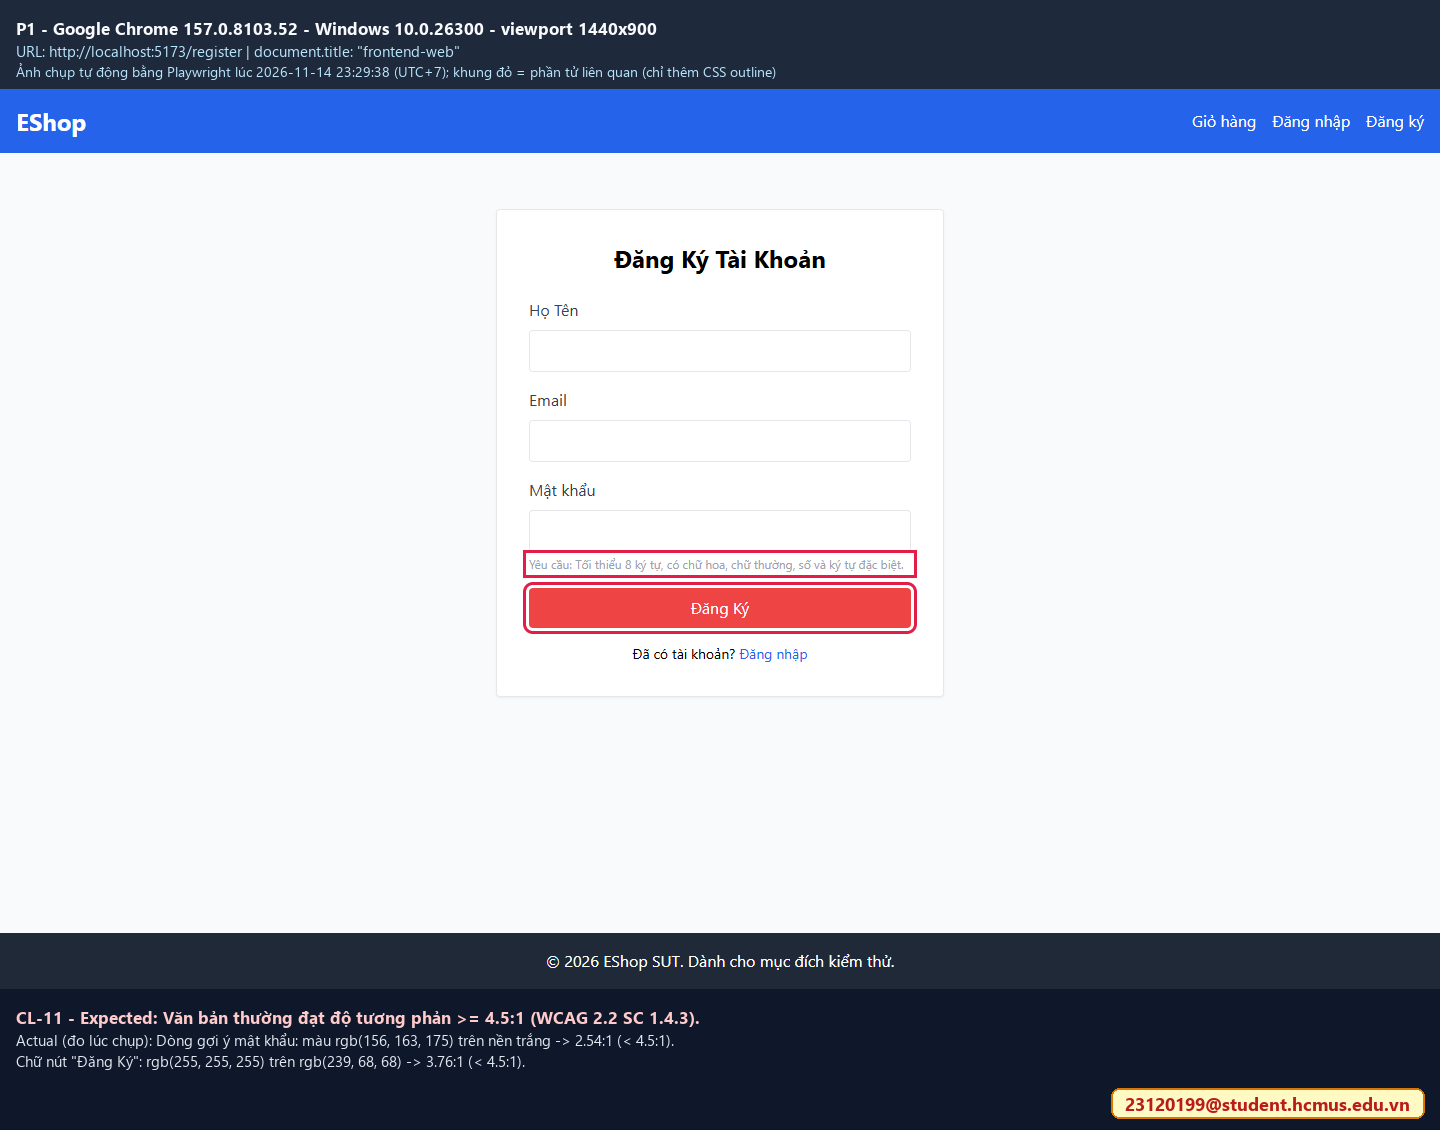 P1 - Google Chrome 157.0.8103.52 - Windows 10.0.26300 - viewport 1440x900
URL: http://localhost:5173/register | document.title: "frontend-web"
Ảnh chụp tự động bằng Playwright lúc 2026-11-14 23:29:38 (UTC+7); khung đỏ = phần tử liên quan (chỉ thêm CSS outline)
EShop
Giỏ hàng Đăng nhập Đăng ký
Đăng Ký Tài Khoản
Họ Tên
Email
Mật khẩu
Yêu cầu: Tối thiểu 8 ký tự, có chữ hoa, chữ thường, số và ký tự đặc biệt.
Đăng Ký
Đã có tài khoản? Đăng nhập
© 2026 EShop SUT. Dành cho mục đích kiểm thử.
CL-11 - Expected: Văn bản thường đạt độ tương phản >= 4.5:1 (WCAG 2.2 SC 1.4.3).
Actual (đo lúc chụp): Dòng gợi ý mật khẩu: màu rgb(156, 163, 175) trên nền trắng -> 2.54:1 (< 4.5:1).
Chữ nút "Đăng Ký": rgb(255, 255, 255) trên rgb(239, 68, 68) -> 3.76:1 (< 4.5:1).
23120199@student.hcmus.edu.vn